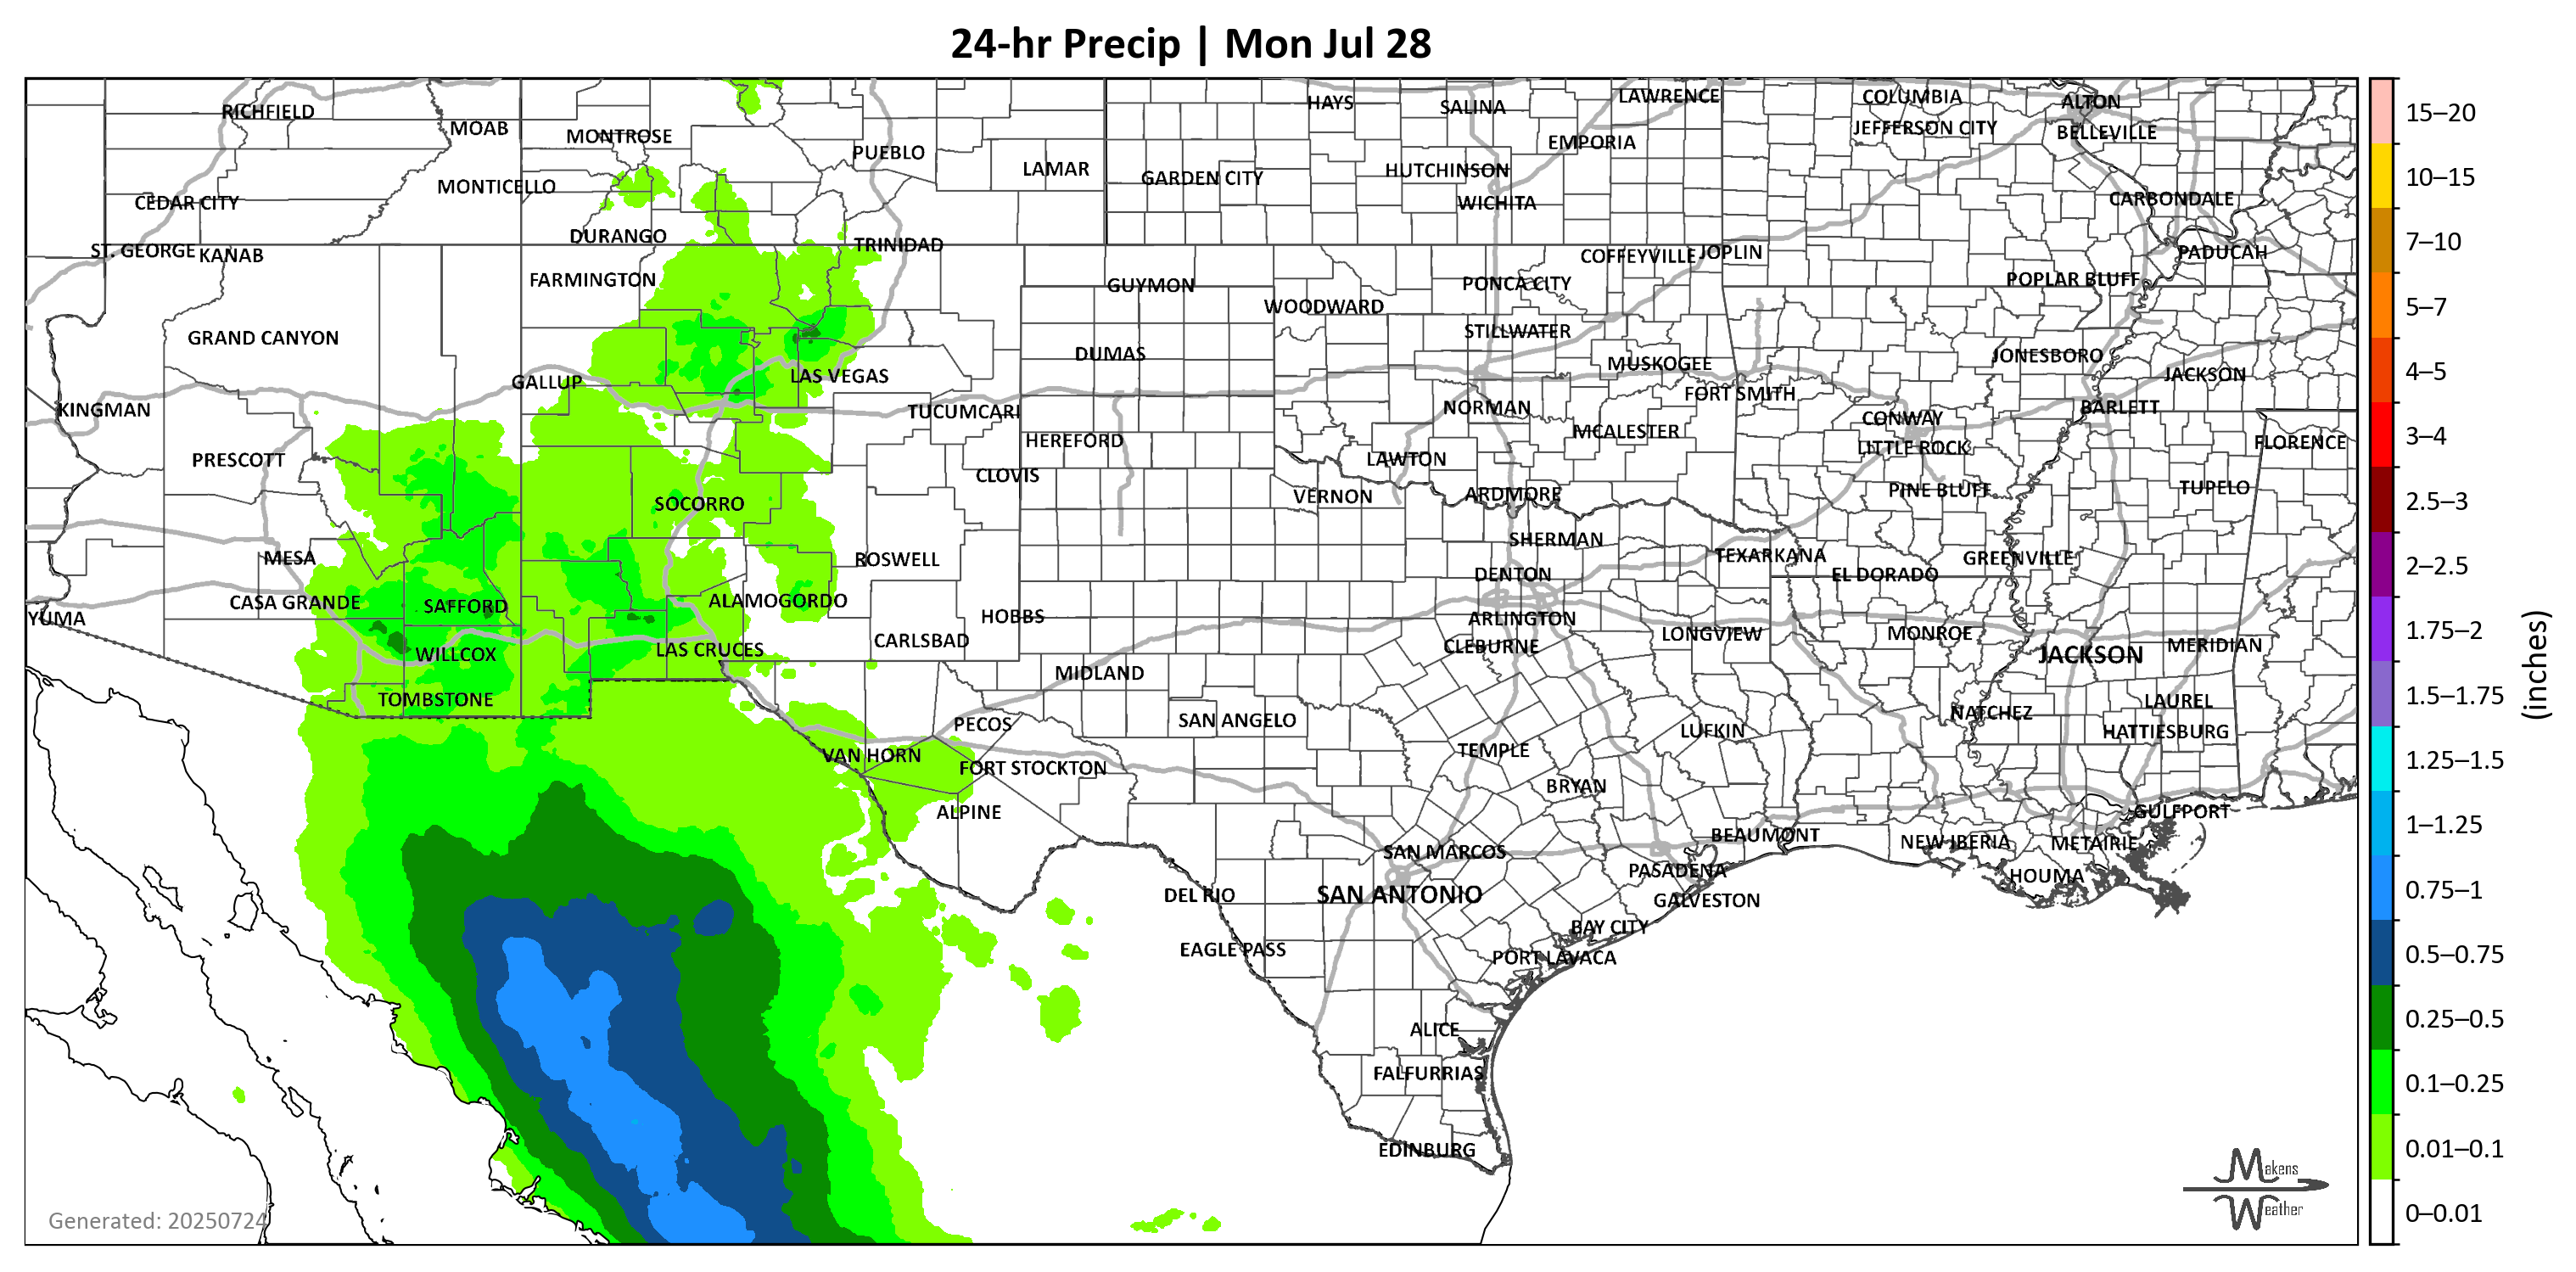 24-hr Precip | Mon Jul 28
RICHFIELD
MOAB
MONTROSE
PUEBLO
LAMAR
HAYS
SALINA
LAWRENCE
COLUMBIA
ALTON
JEFFERSON CITY
BELLEVILLE
EMPORIA
MONTICELLO
GARDEN CITY
HUTCHINSON
CEDAR CITY
WICHITA
CARBONDALE
DURANGO
TRINIDAD
ST. GEORGE
KANAB
COFFEYVILLE
JOPLIN
PADUCAH
FARMINGTON
GUYMON
PONCA CITY
POPLAR BLUFF
WOODWARD
GRAND CANYON
STILLWATER
DUMAS
JONESBORO
MUSKOGEE
GALLUP
LAS VEGAS
JACKSON
FORT SMITH
KINGMAN
TUCUMCARI
NORMAN
CONWAY
BARLETT
HEREFORD
MCALESTER
LITTLE ROCK
FLORENCE
PRESCOTT
CLOVIS
LAWTON
SOCORRO
VERNON
ARDMORE
PINE BLUFF
TUPELO
MESA
ROSWELL
SHERMAN
TEXARKANA
GREENVILLE
DENTON
EL DORADO
CASA GRANDE
SAFFORD
ALAMOGORDO
YUMA
HOBBS
ARLINGTON
CARLSBAD
LONGVIEW
MONROE
WILLCOX
LAS CRUCES
CLEBURNE
JACKSON
MERIDIAN
MIDLAND
TOMBSTONE
PECOS
SAN ANGELO
NATCHEZ
LAUREL
LUFKIN
HATTIESBURG
VAN HORN
FORT STOCKTON
TEMPLE
BRYAN
ALPINE
GULFPORT
SAN MARCOS
BEAUMONT
NEW IBERIA
METAIRIE
DEL RIO
SAN ANTONIO
PASADENA
GALVESTON
HOUMA
EAGLE PASS
BAY CITY
PORT LAVACA
ALICE
FALFURRIAS
EDINBURG
Generated: 20250724
Makens
Weather
15–20
10–15
7–10
5–7
4–5
3–4
2.5–3
2–2.5
1.75–2
1.5–1.75
1.25–1.5
1–1.25
0.75–1
0.5–0.75
0.25–0.5
0.1–0.25
0.01–0.1
0–0.01
(inches)